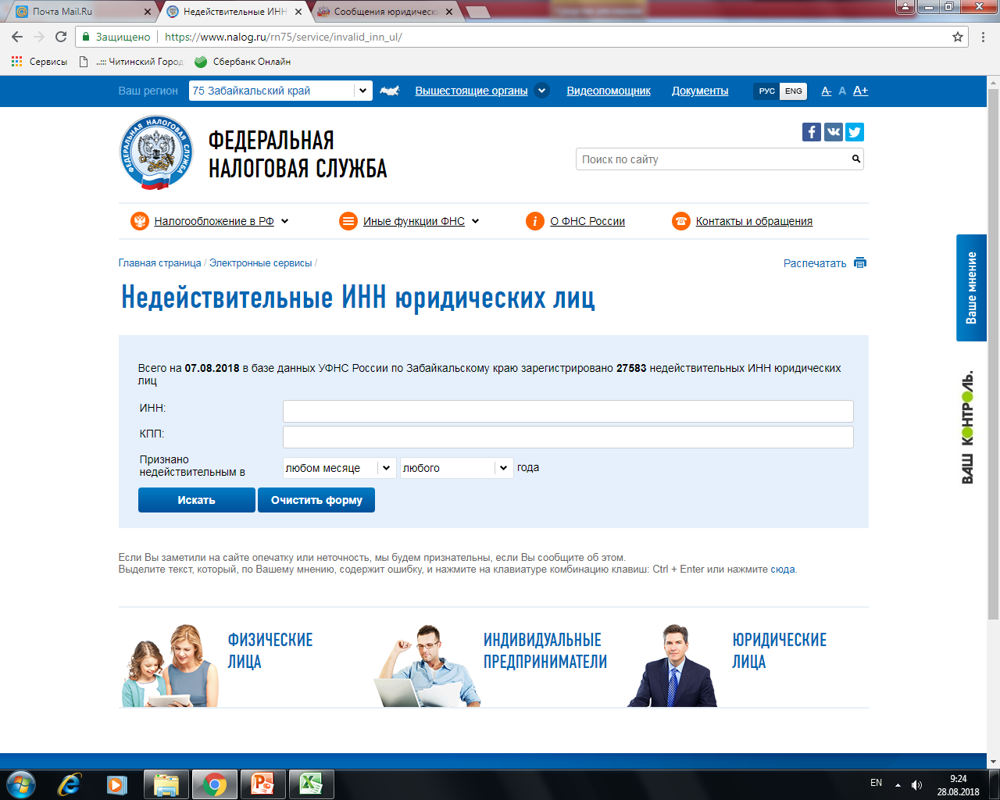 Почта Mail.Ru
Недействительные ИНН
Сообщения юридически
Защищено
https://www.nalog.ru/rn75/service/invalid_inn_ul/
Сервисы
..::: Читинский Город
Сбербанк Онлайн
Ваш регион
75 Забайкальский край
Вышестоящие органы
Видеопомощник
Документы
РУС
ENG
A-
A
A+
ФЕДЕРАЛЬНАЯ НАЛОГОВАЯ СЛУЖБА
ФЕДЕРАЛЬНАЯ
НАЛОГОВАЯ СЛУЖБА
Поиск по сайту
Налогообложение в РФ
Иные функции ФНС
О ФНС России
Контакты и обращения
Главная страница / Электронные сервисы /
Распечатать
Недействительные ИНН юридических лиц
Ваше мнение
Всего на 07.08.2018 в базе данных УФНС России по Забайкальскому краю зарегистрировано 27583 недействительных ИНН юридических
лиц
ИНН:
КПП:
Признано
недействительным в
любом месяце
любого
года
Искать
Очистить форму
ВАШ КОНТРОЛЬ.
Если Вы заметили на сайте опечатку или неточность, мы будем признательны, если Вы сообщите об этом.
Выделите текст, который, по Вашему мнению, содержит ошибку, и нажмите на клавиатуре комбинацию клавиш: Ctrl + Enter или нажмите сюда.
ФИЗИЧЕСКИЕ
ЛИЦА
ИНДИВИДУАЛЬНЫЕ
ПРЕДПРИНИМАТЕЛИ
ЮРИДИЧЕСКИЕ
ЛИЦА
EN
9:24
28.08.2018